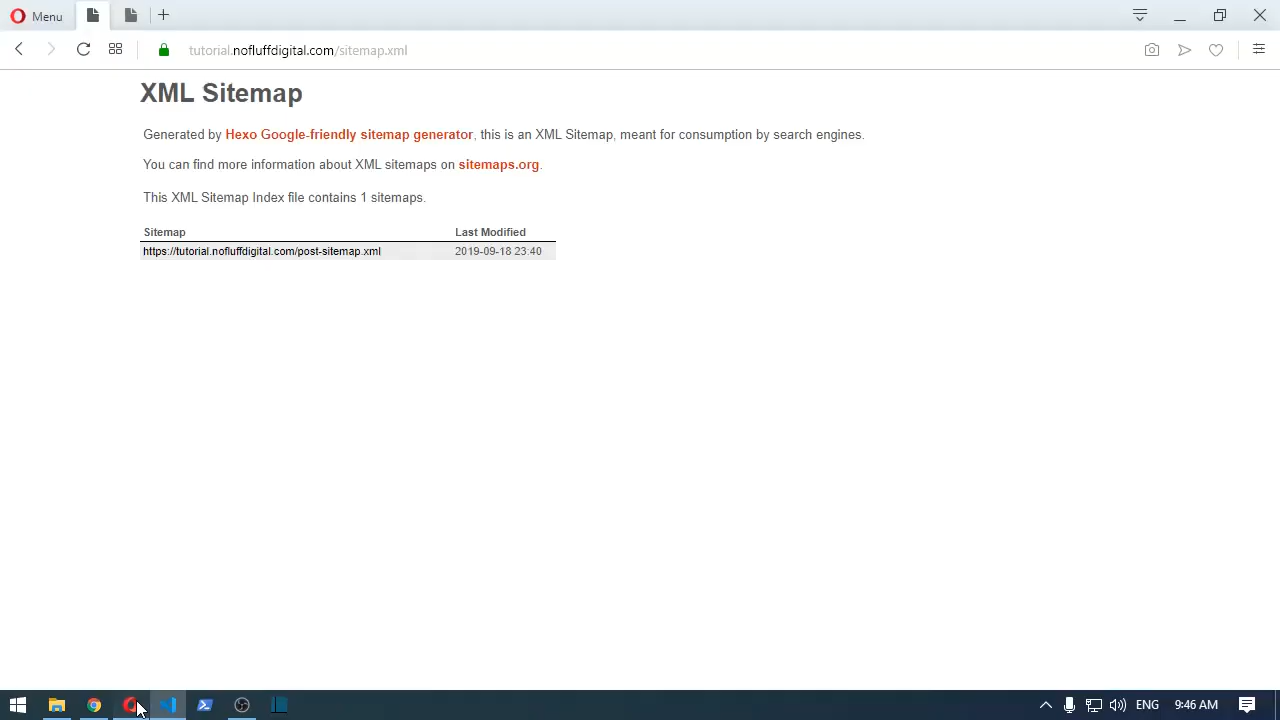 Menu
tutorial.nofluffdigital.com/sitemap.xml
XML Sitemap
Generated by Hexo Google-friendly sitemap generator, this is an XML Sitemap, meant for consumption by search engines.
You can find more information about XML sitemaps on sitemaps.org.
This XML Sitemap Index file contains 1 sitemaps.
Sitemap Last Modified
https://tutorial.nofluffdigital.com/post-sitemap.xml 2019-09-18 23:40
ENG 9:46 AM